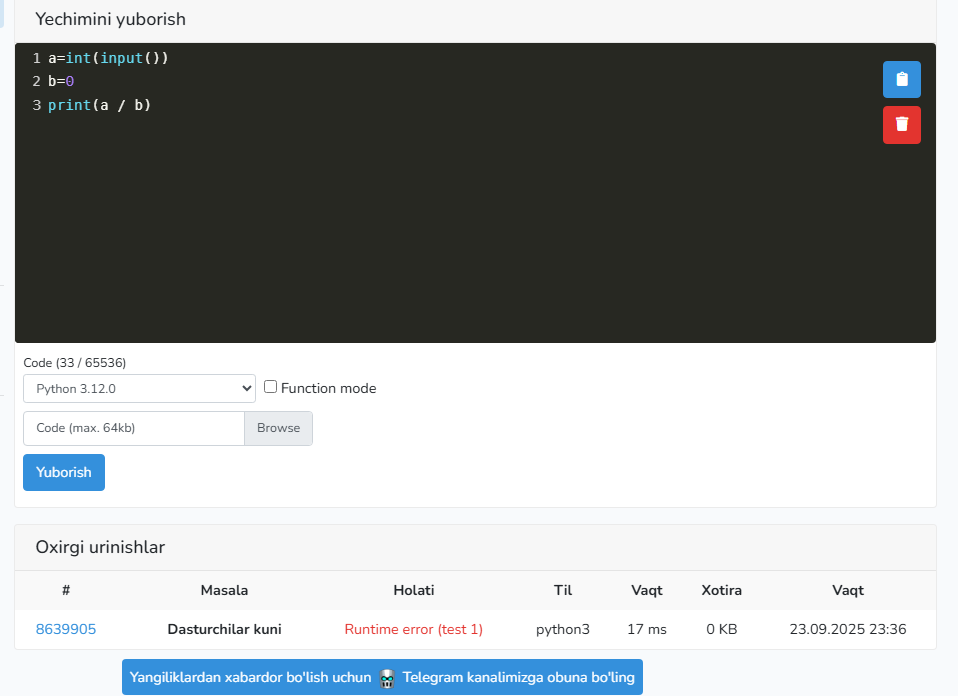 Yechimini yuborish
1 a=int(input())
2 b=0
3 print(a / b)
Code (33 / 65536)
Python 3.12.0 Function mode
Code (max. 64kb) Browse
Yuborish
Oxirgi urinishlar
# Masala Holati Til Vaqt Xotira Vaqt
8639905 Dasturchilar kuni Runtime error (test 1) python3 17 ms 0 KB 23.09.2025 23:36
Yangiliklardan xabardor bo'lish uchun Telegram kanalimizga obuna bo'ling